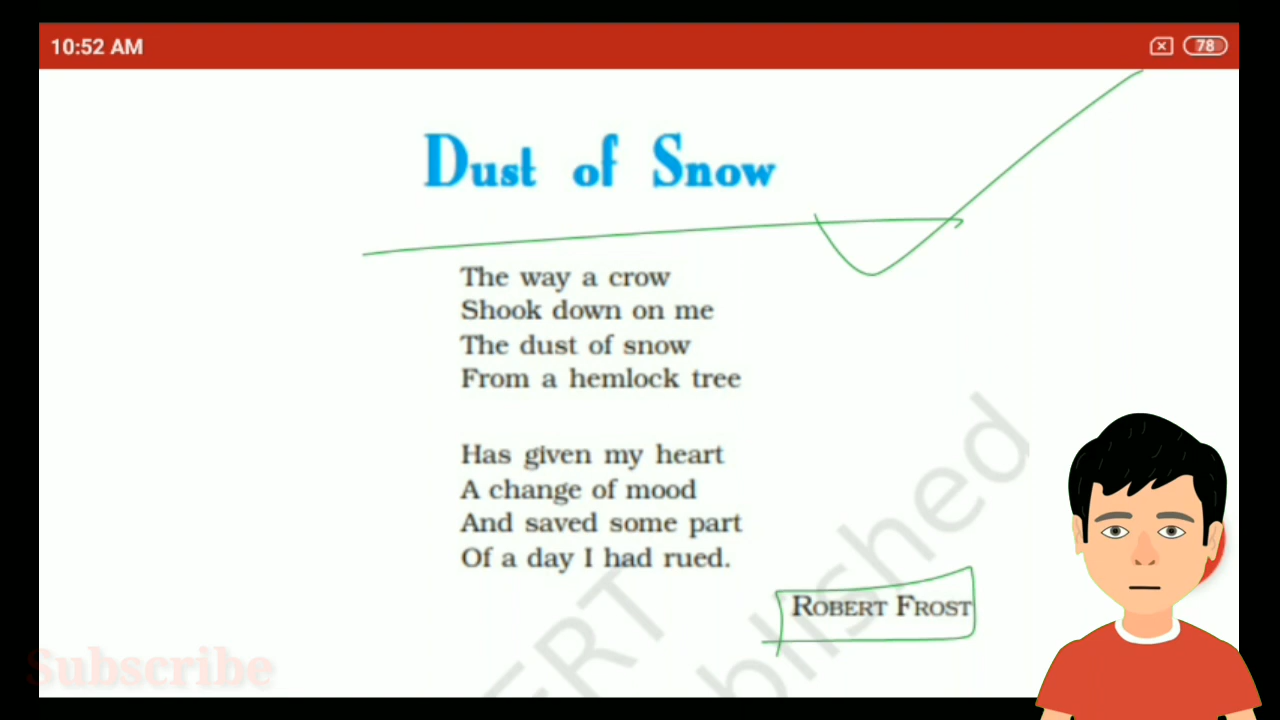 10:52 AM
78
Dust of Snow
The way a crow
Shook down on me
The dust of snow
From a hemlock tree
Has given my heart
A change of mood
And saved some part
Of a day I had rued.
ROBERT FROST
Subscribe